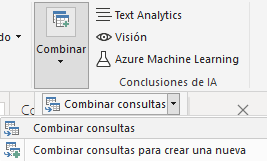 Text Analytics
do
Combinar
Visión
Azure Machine Learning
Conclusiones de IA
Combinar consultas
Combinar consultas
Combinar consultas para crear una nueva